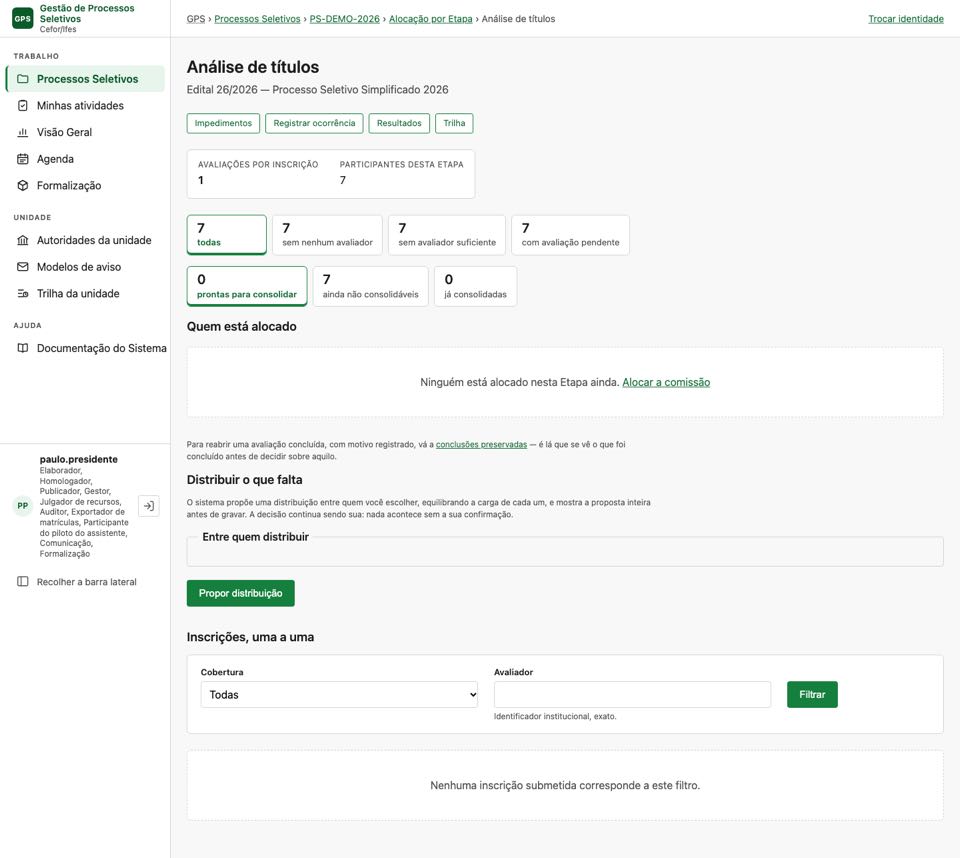 GPS
Gestão de Processos
Seletivos
Cefor/Ifes
GPS › Processos Seletivos › PS-DEMO-2026 › Alocação por Etapa › Análise de títulos
Trocar identidade
TRABALHO
Processos Seletivos
Minhas atividades
Visão Geral
Agenda
Formalização
UNIDADE
Autoridades da unidade
Modelos de aviso
Trilha da unidade
AJUDA
Documentação do Sistema
PP
paulo.presidente
Elaborador,
Homologador,
Publicador, Gestor,
Julgador de recursos,
Auditor, Exportador de
matrículas, Participante
do piloto do assistente,
Comunicação,
Formalização
Recolher a barra lateral
Análise de títulos
Edital 26/2026 — Processo Seletivo Simplificado 2026
Impedimentos
Registrar ocorrência
Resultados
Trilha
AVALIAÇÕES POR INSCRIÇÃO
1
PARTICIPANTES DESTA ETAPA
7
7
todas
7
sem nenhum avaliador
7
sem avaliador suficiente
7
com avaliação pendente
0
prontas para consolidar
7
ainda não consolidáveis
0
já consolidadas
Quem está alocado
Ninguém está alocado nesta Etapa ainda. Alocar a comissão
Para reabrir uma avaliação concluída, com motivo registrado, vá a conclusões preservadas — é lá que se vê o que foi
concluído antes de decidir sobre aquilo.
Distribuir o que falta
O sistema propõe uma distribuição entre quem você escolher, equilibrando a carga de cada um, e mostra a proposta inteira
antes de gravar. A decisão continua sendo sua: nada acontece sem a sua confirmação.
Entre quem distribuir
Propor distribuição
Inscrições, uma a uma
Cobertura
Todas
Avaliador
Identificador institucional, exato.
Filtrar
Nenhuma inscrição submetida corresponde a este filtro.